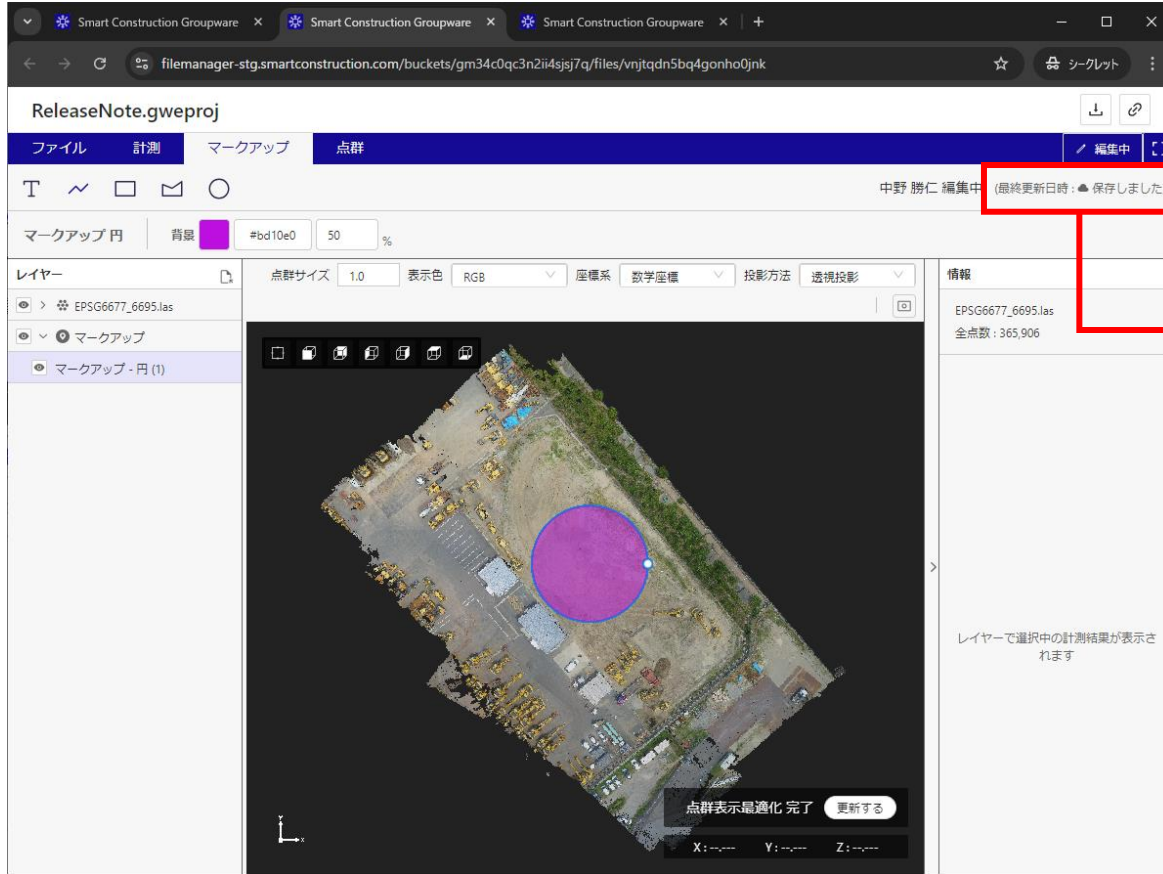 Smart Construction Groupware
Smart Construction Groupware
Smart Construction Groupware
filemanager-stg.smartconstruction.com/buckets/gm34c0qc3n2ii4sjsj7q/files/vnjtqdn5bq4gonho0jnk
シークレット
ReleaseNote.gweproj
ファイル 計測 マークアップ 点群 編集中
T
中野 勝仁 編集中 (最終更新日時 : 保存しました
マークアップ 円 背景 #bd10e0 50 %
レイヤー
点群サイズ 1.0 表示色 RGB 座標系 数学座標 投影方法 透視投影
情報
EPSG6677_6695.las
マークアップ
マークアップ - 円 (1)
EPSG6677_6695.las
全点数 : 365,906
レイヤーで選択中の計測結果が表示さ
れます
点群表示最適化 完了 更新する
Y
x
X : --.--- Y : --.--- Z : --.---